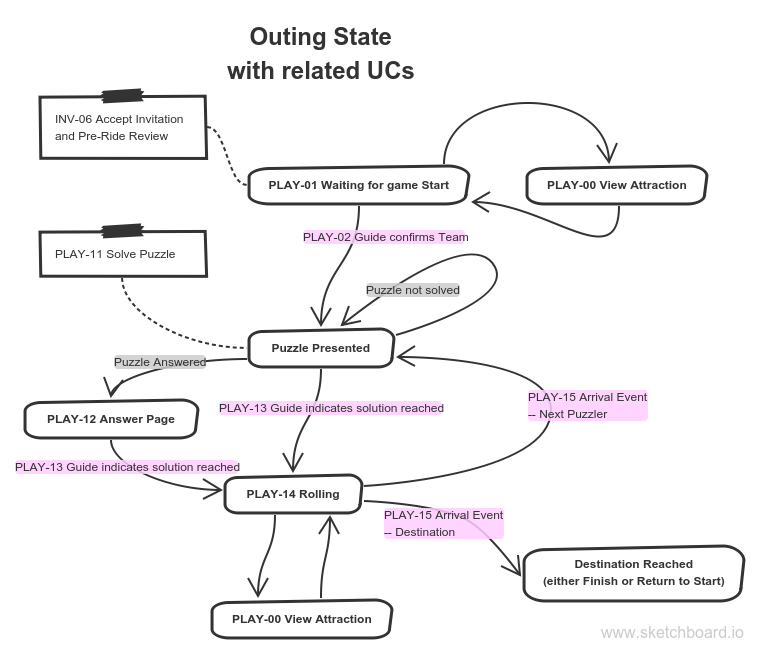 Outing State
with related UCs
INV-06 Accept Invitation
and Pre-Ride Review
PLAY-01 Waiting for game Start
PLAY-00 View Attraction
PLAY-02 Guide confirms Team
PLAY-11 Solve Puzzle
Puzzle not solved
Puzzle Presented
Puzzle Answered
PLAY-12 Answer Page
PLAY-13 Guide indicates solution reached
PLAY-15 Arrival Event
-- Next Puzzler
PLAY-13 Guide indicates solution reached
PLAY-14 Rolling
PLAY-15 Arrival Event
-- Destination
Destination Reached
(either Finish or Return to Start)
PLAY-00 View Attraction
www.sketchboard.io